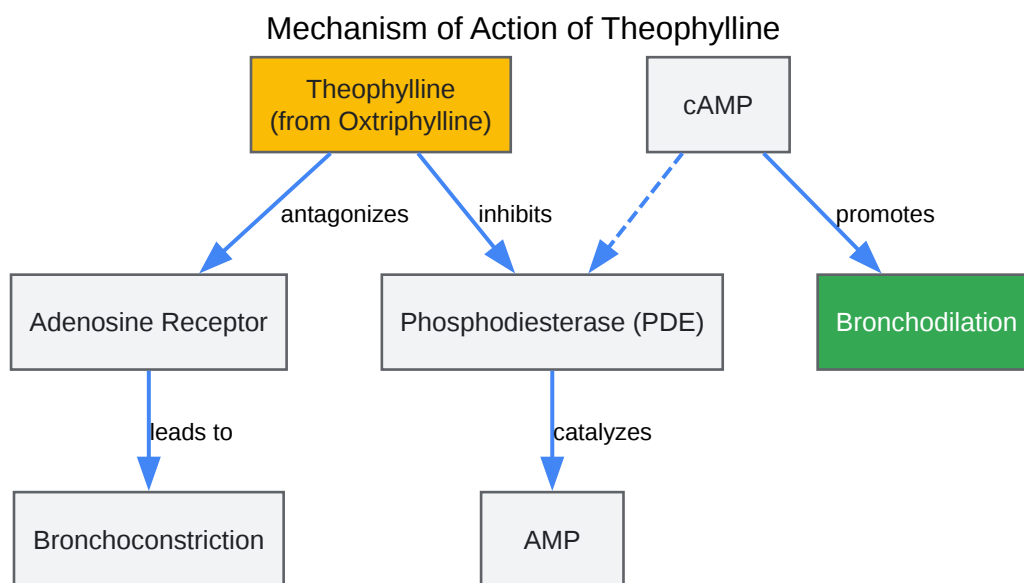 Mechanism of Action of Theophylline
Theophylline
(from Oxtriphylline)
cAMP
antagonizes
inhibits
promotes
Adenosine Receptor
Phosphodiesterase (PDE)
Bronchodilation
leads to
catalyzes
Bronchoconstriction
AMP